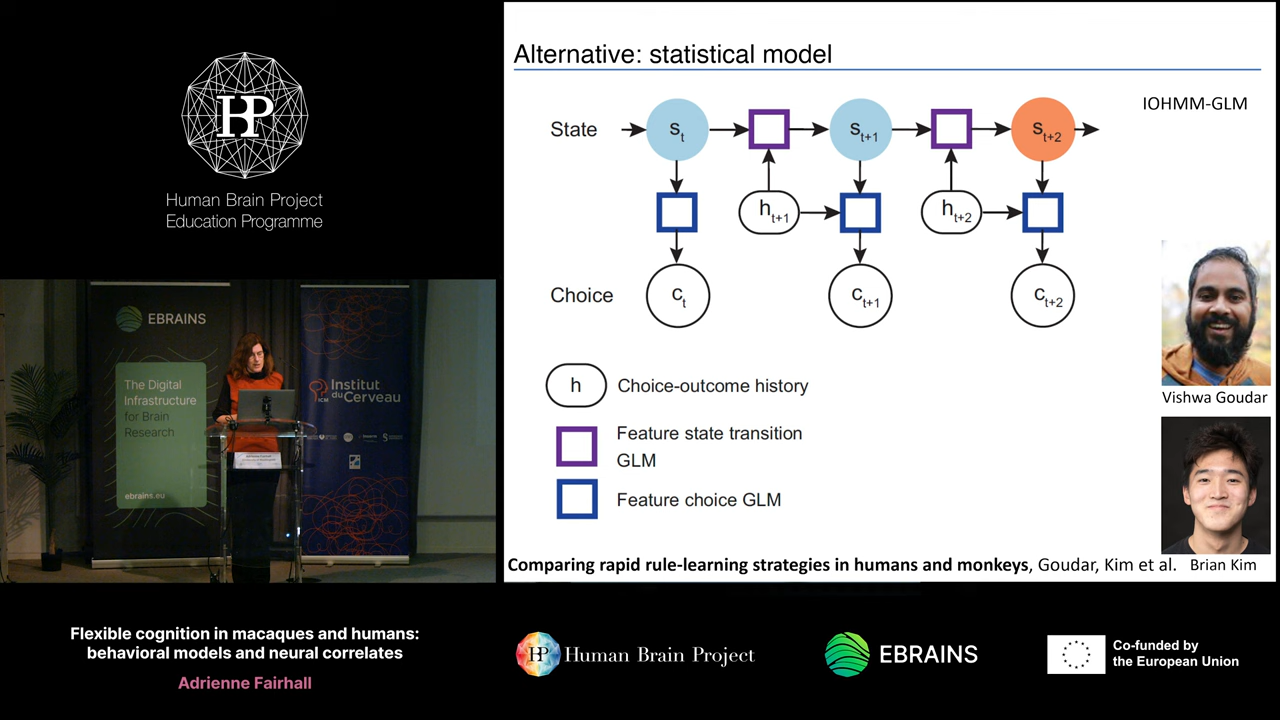 HP
Human Brain Project
Education Programme
EBRAINS
The Digital
Infrastructure
for Brain
Research
ebrains.eu
Institut
du Cerveau
ICM
Alternative: statistical model
IOHMM-GLM
State
s_t
s_t+1
s_t+2
h_t+1
h_t+2
Choice
c_t
c_t+1
c_t+2
h
Choice-outcome history
Feature state transition
GLM
Feature choice GLM
Vishwa Goudar
Comparing rapid rule-learning strategies in humans and monkeys, Goudar, Kim et al.
Brian Kim
Flexible cognition in macaques and humans:
behavioral models and neural correlates
Adrienne Fairhall
HP Human Brain Project
EBRAINS
Co-funded by
the European Union